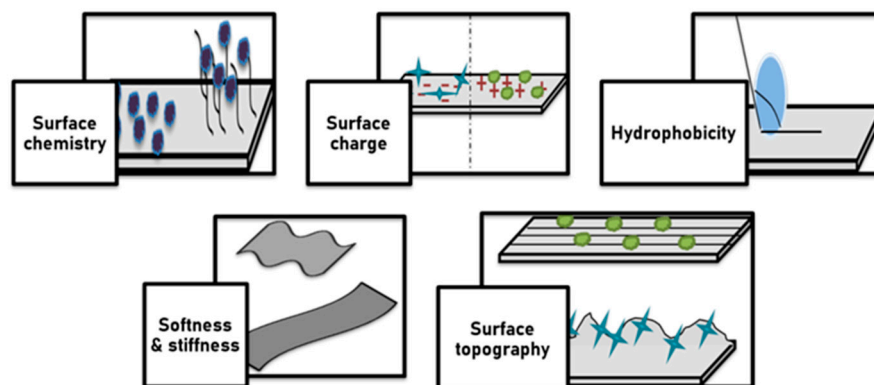 Surface
chemistry
Surface
charge
Hydrophobicity
Softness
& stiffness
Surface
topography